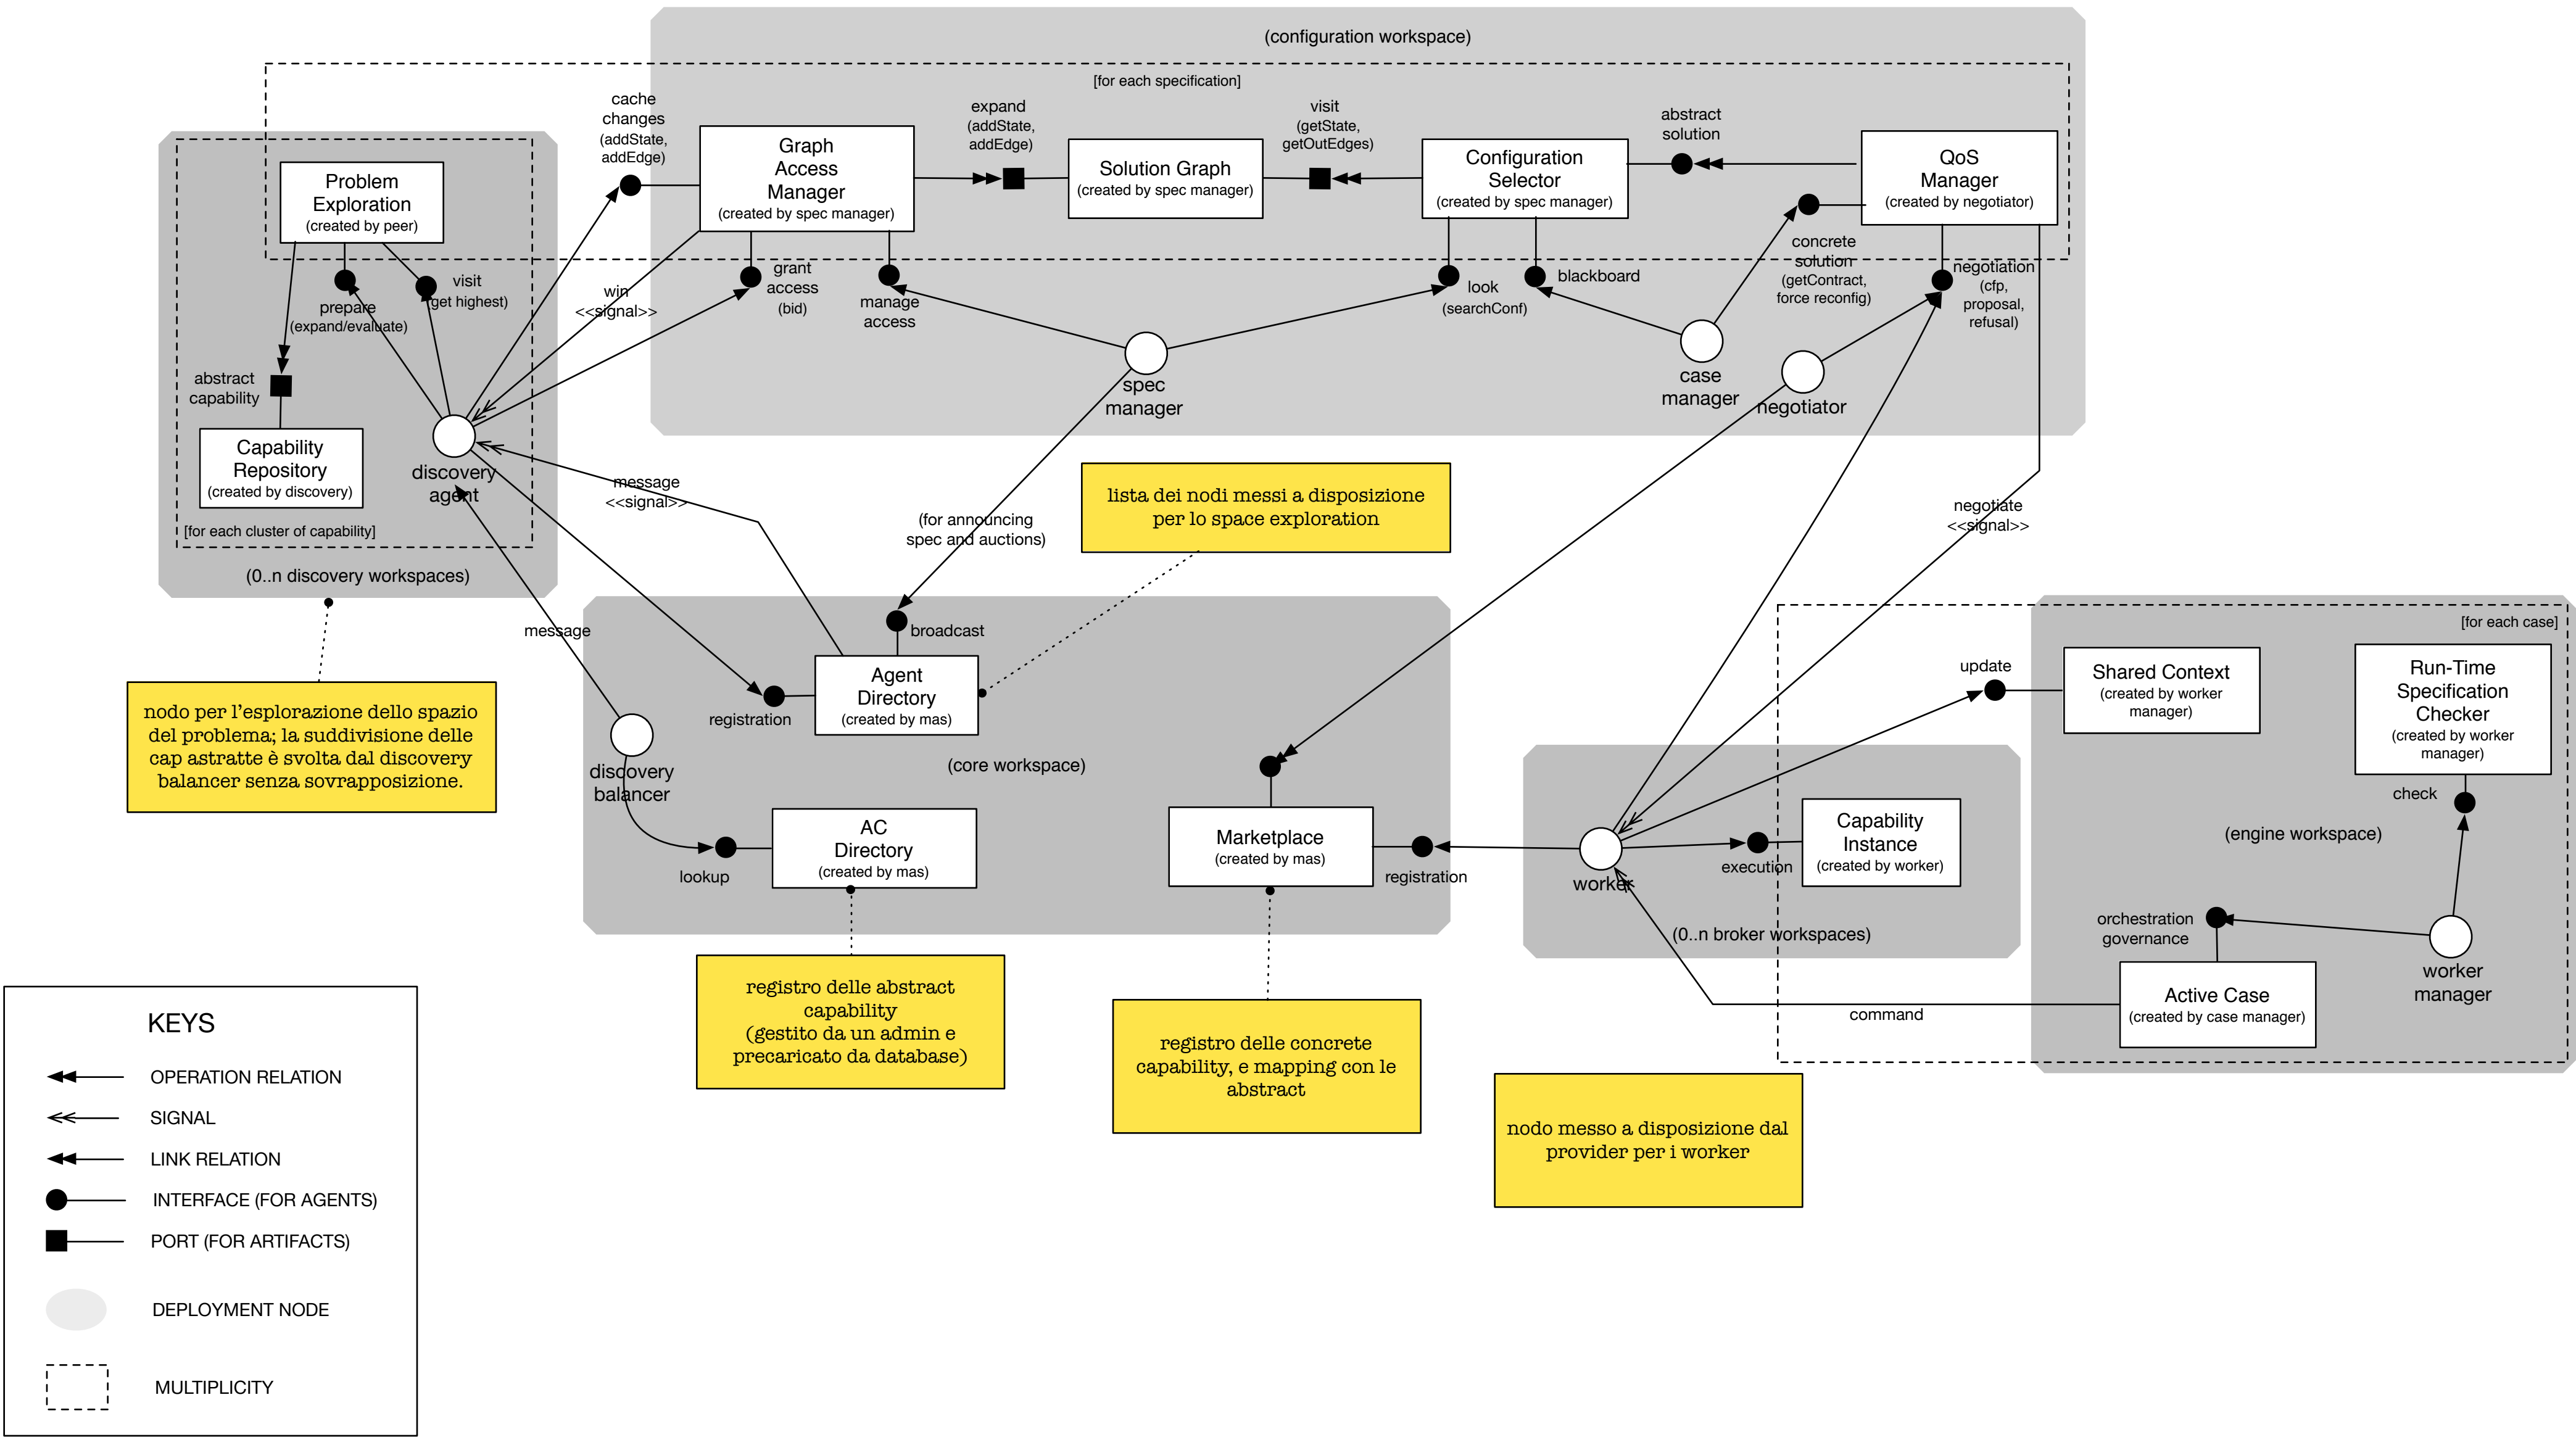 (configuration workspace)
[for each specification]
cache
changes
(addState,
addEdge)
Graph
Access
Manager
(created by spec manager)
expand
(addState,
addEdge)
Solution Graph
(created by spec manager)
visit
(getState,
getOutEdges)
Configuration
Selector
(created by spec manager)
abstract
solution
QoS
Manager
(created by negotiator)
Problem
Exploration
(created by peer)
prepare
(expand/evaluate)
visit
(get highest)
win
<<signal>>
grant
access
(bid)
manage
access
look
(searchConf)
blackboard
concrete
solution
(getContract,
force reconfig)
negotiation
(cfp,
proposal,
refusal)
spec
manager
case
manager
negotiator
abstract
capability
Capability
Repository
(created by discovery)
discovery
agent
[for each cluster of capability]
(0..n discovery workspaces)
message
<<signal>>
(for announcing
spec and auctions)
lista dei nodi messi a disposizione
per lo space exploration
negotiate
<<signal>>
message
nodo per l'esplorazione dello spazio
del problema; la suddivisione delle
cap astratte è svolta dal discovery
balancer senza sovrapposizione.
broadcast
Agent
Directory
(created by mas)
registration
discovery
balancer
(core workspace)
AC
Directory
(created by mas)
lookup
Marketplace
(created by mas)
registration
worker
execution
Capability
Instance
(created by worker)
(0..n broker workspaces)
[for each case]
update
Shared Context
(created by worker
manager)
Run-Time
Specification
Checker
(created by worker
manager)
check
(engine workspace)
orchestration
governance
worker
manager
Active Case
(created by case manager)
command
registro delle abstract
capability
(gestito da un admin e
precaricato da database)
registro delle concrete
capability, e mapping con le
abstract
nodo messo a disposizione dal
provider per i worker
KEYS
OPERATION RELATION
SIGNAL
LINK RELATION
INTERFACE (FOR AGENTS)
PORT (FOR ARTIFACTS)
DEPLOYMENT NODE
MULTIPLICITY